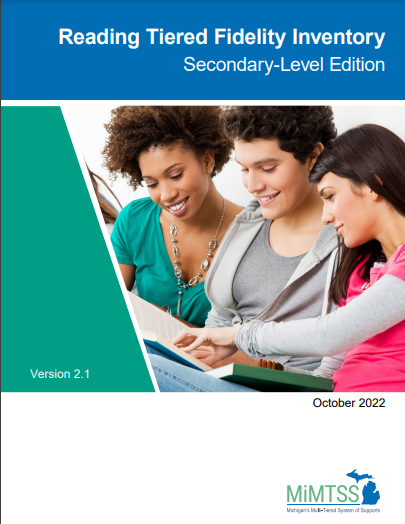 Reading Tiered Fidelity Inventory
Secondary-Level Edition
Version 2.1
October 2022
MiMTSS
Michigan's Multi-Tiered System of Supports